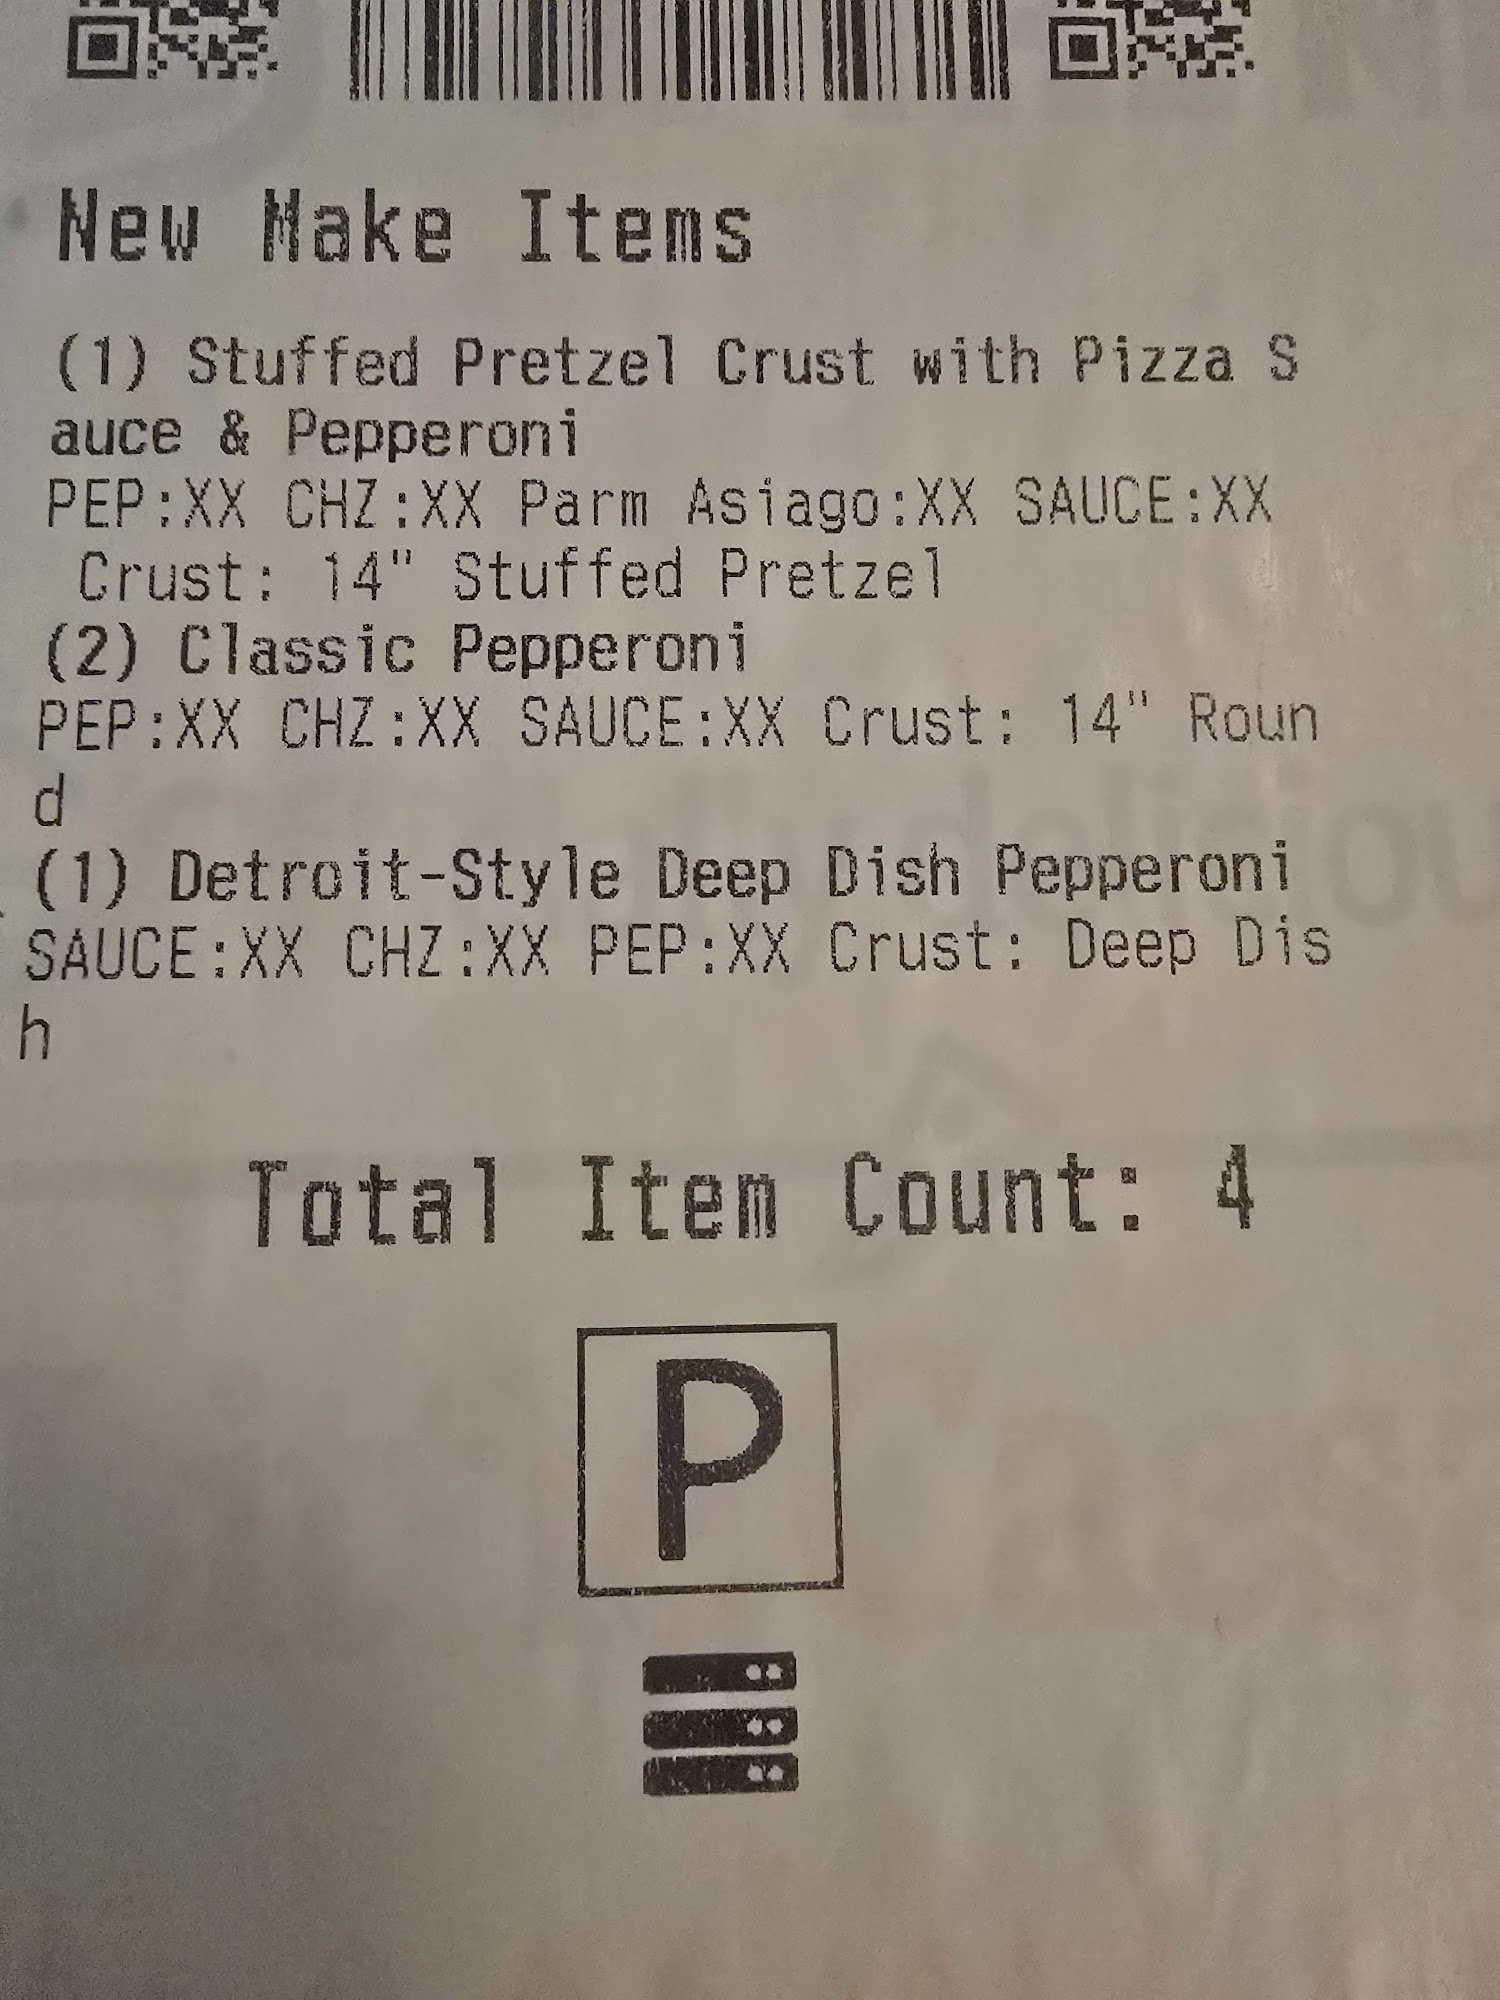 New Make Items
(1) Stuffed Pretzel Crust with Pizza S
auce & Pepperoni
PEP:XX CHZ:XX Parm Asiago:XX SAUCE:XX
Crust: 14" Stuffed Pretzel
(2) Classic Pepperoni
PEP:XX CHZ:XX SAUCE:XX Crust: 14" Roun
d
(1) Detroit-Style Deep Dish Pepperoni
SAUCE:XX CHZ:XX PEP:XX Crust: Deep Dis
h
Total Item Count: 4
P